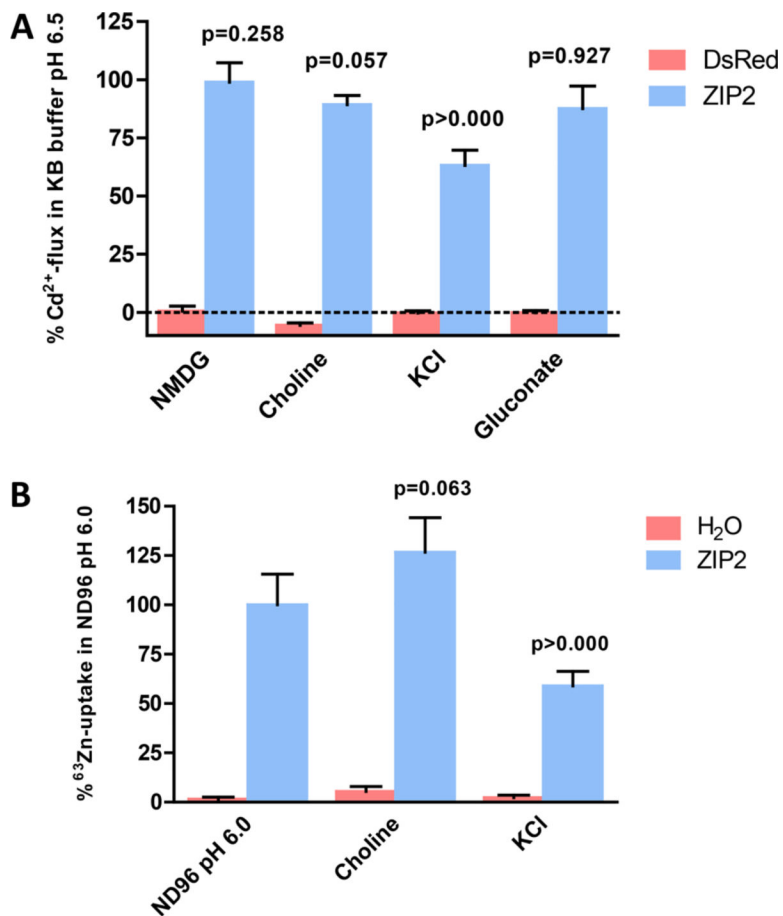 A
% Cd²⁺-flux in KB buffer pH 6.5
125
100
75
50
25
0
p=0.258
p=0.057
p>0.000
p=0.927
DsRed
ZIP2
NMDG
Choline
KCl
Gluconate
B
% ⁶³Zn-uptake in ND96 pH 6.0
150
125
100
75
50
25
0
p=0.063
p>0.000
H₂O
ZIP2
ND96 pH 6.0
Choline
KCl